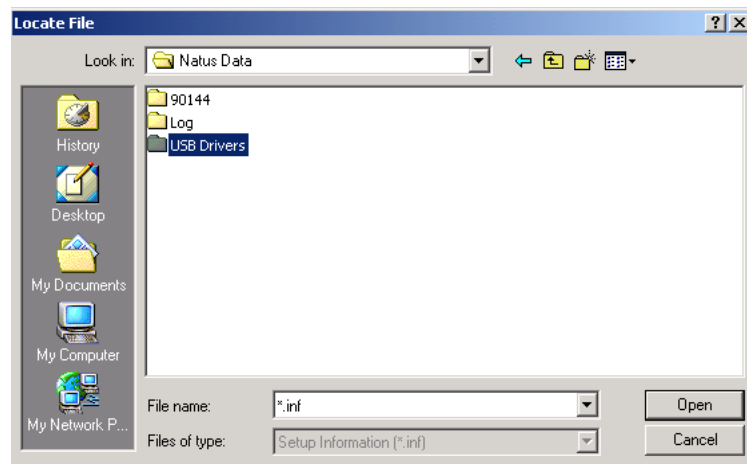 Locate File
Look in: Natus Data
90144
Log
USB Drivers
History
Desktop
My Documents
My Computer
My Network P...
File name: *.inf
Open
Files of type: Setup Information (*.inf)
Cancel